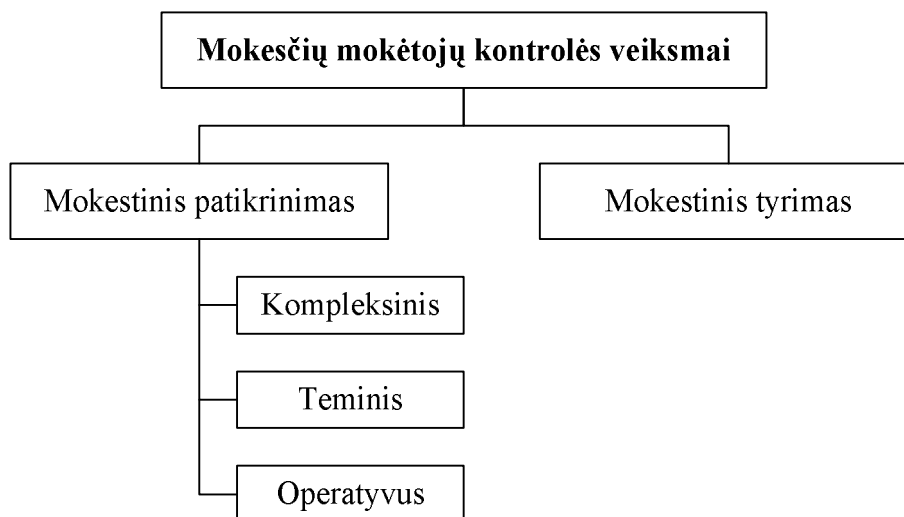 Mokesčių mokėtojų kontrolės veiksmai
Mokestinis patikrinimas
Mokestinis tyrimas
Kompleksinis
Teminis
Operatyvus